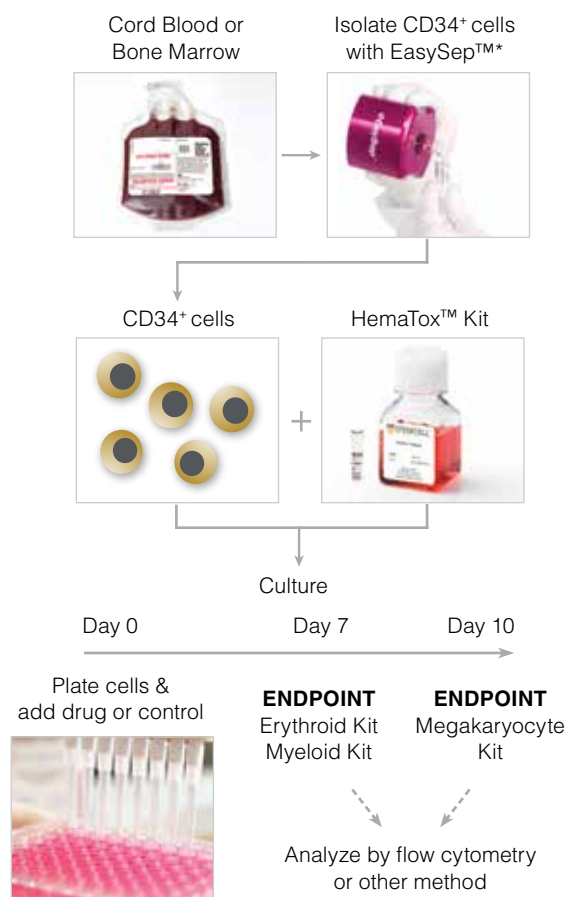 Cord Blood or
Bone Marrow
Isolate CD34⁺ cells
with EasySep™*
CD34⁺ cells
HemaTox™ Kit
+
Culture
Day 0
Day 7
Day 10
Plate cells &
add drug or control
ENDPOINT
Erythroid Kit
Myeloid Kit
ENDPOINT
Megakaryocyte
Kit
Analyze by flow cytometry
or other method